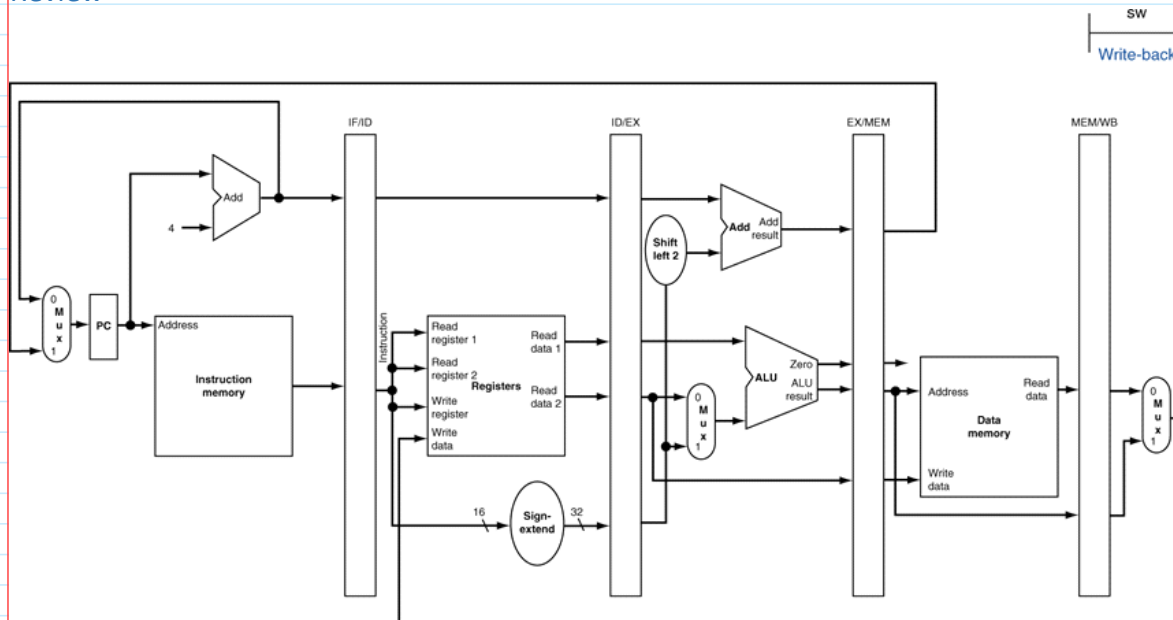 SW
Write-back
IF/ID
ID/EX
EX/MEM
MEM/WB
Add
4
Shift
left 2
Add
Add
result
0
M
u
x
1
PC
Address
Instruction
memory
Instruction
Read
register 1
Read
register 2
Write
register
Write
data
Registers
Read
data 1
Read
data 2
16
Sign-
extend
32
0
M
u
x
1
ALU
Zero
ALU
result
Address
Read
data
Data
memory
Write
data
0
M
u
x
1